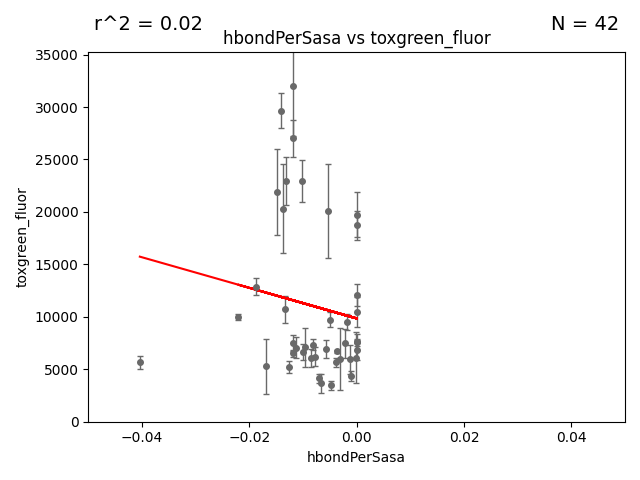 r^2 = 0.02
N = 42
hbondPerSasa vs toxgreen_fluor
35000
30000
25000
20000
15000
10000
5000
0
toxgreen_fluor
−0.04
−0.02
0.00
0.02
0.04
hbondPerSasa